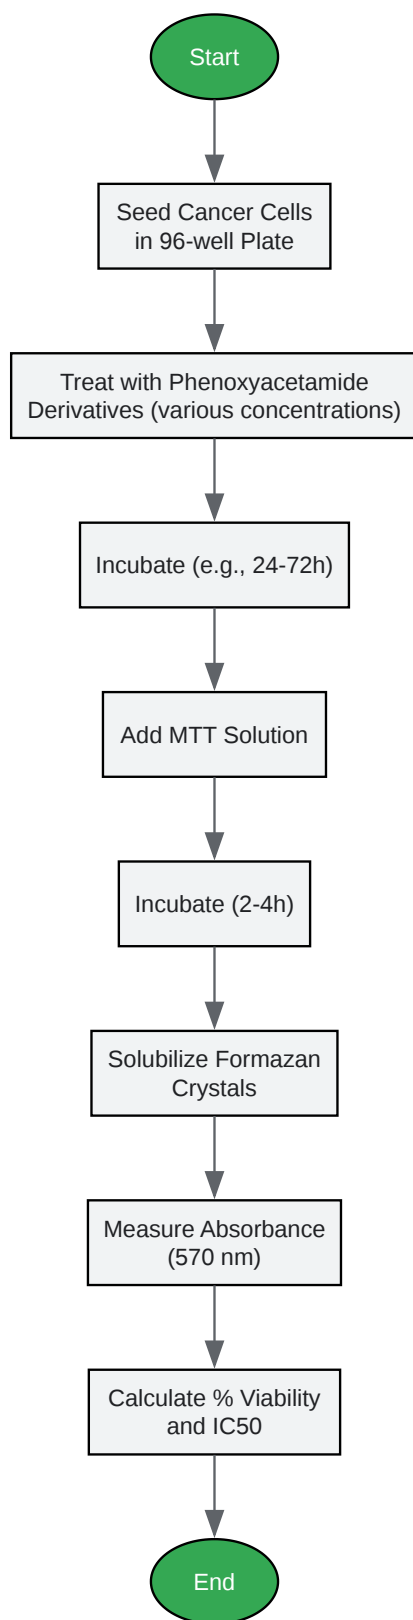 Start
Seed Cancer Cells
in 96-well Plate
Treat with Phenoxyacetamide
Derivatives (various concentrations)
Incubate (e.g., 24-72h)
Add MTT Solution
Incubate (2-4h)
Solubilize Formazan
Crystals
Measure Absorbance
(570 nm)
Calculate % Viability
and IC50
End